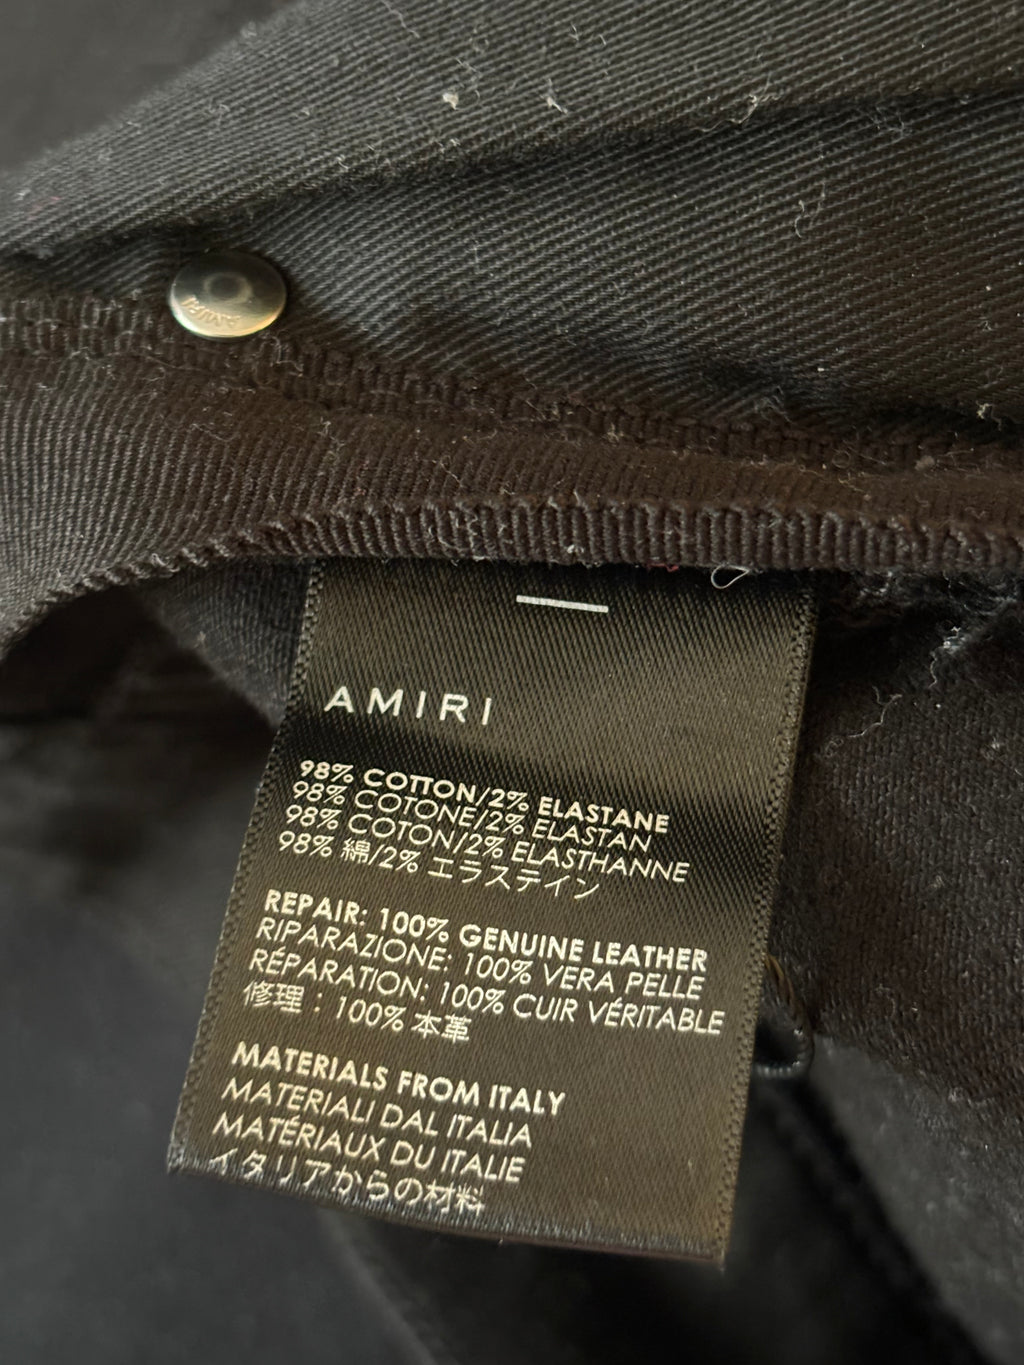 AMIRI
AMIRI
98% COTTON/2% ELASTANE
98% COTONE/2% ELASTAN
98% COTON/2% ELASTHANNE
98% 綿/2% エラステイン
REPAIR: 100% GENUINE LEATHER
RIPARAZIONE: 100% VERA PELLE
RÉPARATION: 100% CUIR VÉRITABLE
修理：100% 本革
MATERIALS FROM ITALY
MATERIALI DAL ITALIA
MATÉRIAUX DU ITALIE
イタリアからの材料